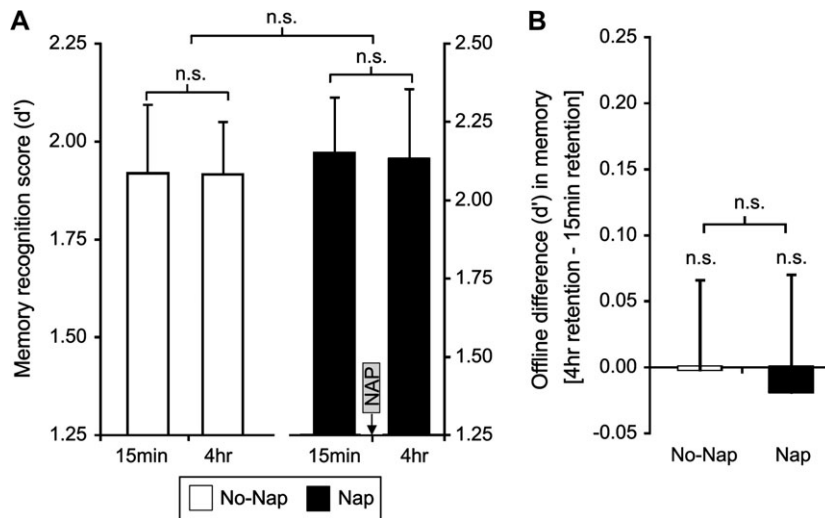 A
n.s.
B
2.25
2.50
0.25
n.s.
n.s.
0.20
2.00
2.25
0.15
1.75
2.00
n.s.
0.10
n.s.
n.s.
1.75
0.05
1.50
1.50
NAP
0.00
1.25
1.25
-0.05
15min
4hr
15min
4hr
No-Nap
Nap
No-Nap
Nap
Memory recognition score (d')
Offline difference (d') in memory
[4hr retention - 15min retention]